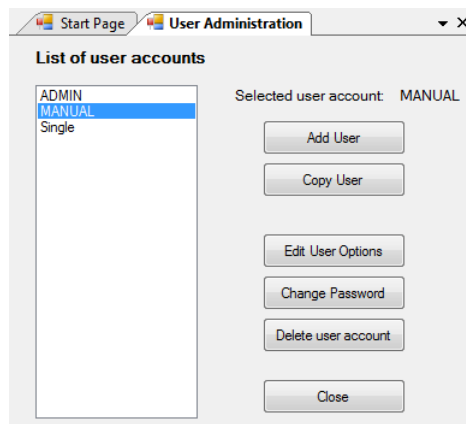 Start Page User Administration
List of user accounts
ADMIN
MANUAL
Single
Selected user account: MANUAL
Add User
Copy User
Edit User Options
Change Password
Delete user account
Close